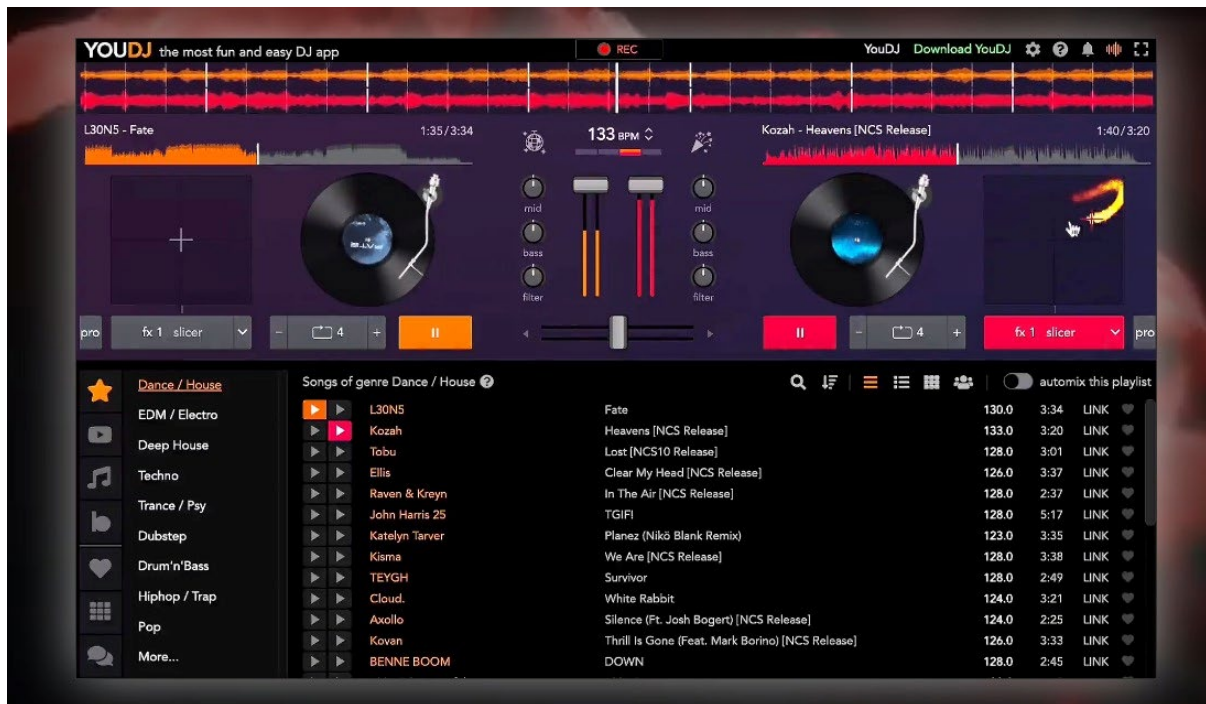 YOUDJ the most fun and easy DJ app
REC
YouDJ Download YouDJ
L30N5 - Fate 1:35/3:34
133 BPM
Kozah - Heavens [NCS Release] 1:40/3:20
mid mid
bass bass
filter filter
pro fx 1 slicer - 4 +
- 4 + fx 1 slicer pro
Dance / House
EDM / Electro
Deep House
Techno
Trance / Psy
Dubstep
Drum'n'Bass
Hiphop / Trap
Pop
More...
Songs of genre Dance / House
automix this playlist
L30N5 Fate 130.0 3:34 LINK
Kozah Heavens [NCS Release] 133.0 3:20 LINK
Tobu Lost [NCS10 Release] 128.0 3:01 LINK
Ellis Clear My Head [NCS Release] 126.0 3:37 LINK
Raven & Kreyn In The Air [NCS Release] 128.0 2:37 LINK
John Harris 25 TGIFI 128.0 5:17 LINK
Katelyn Tarver Planez (Nikö Blank Remix) 123.0 3:35 LINK
Kisma We Are [NCS Release] 128.0 3:38 LINK
TEYGH Survivor 128.0 2:49 LINK
Cloud. White Rabbit 124.0 3:21 LINK
Axollo Silence (Ft. Josh Bogert) [NCS Release] 124.0 2:25 LINK
Kovan Thrill Is Gone (Feat. Mark Borino) [NCS Release] 126.0 3:33 LINK
BENNE BOOM DOWN 128.0 2:45 LINK